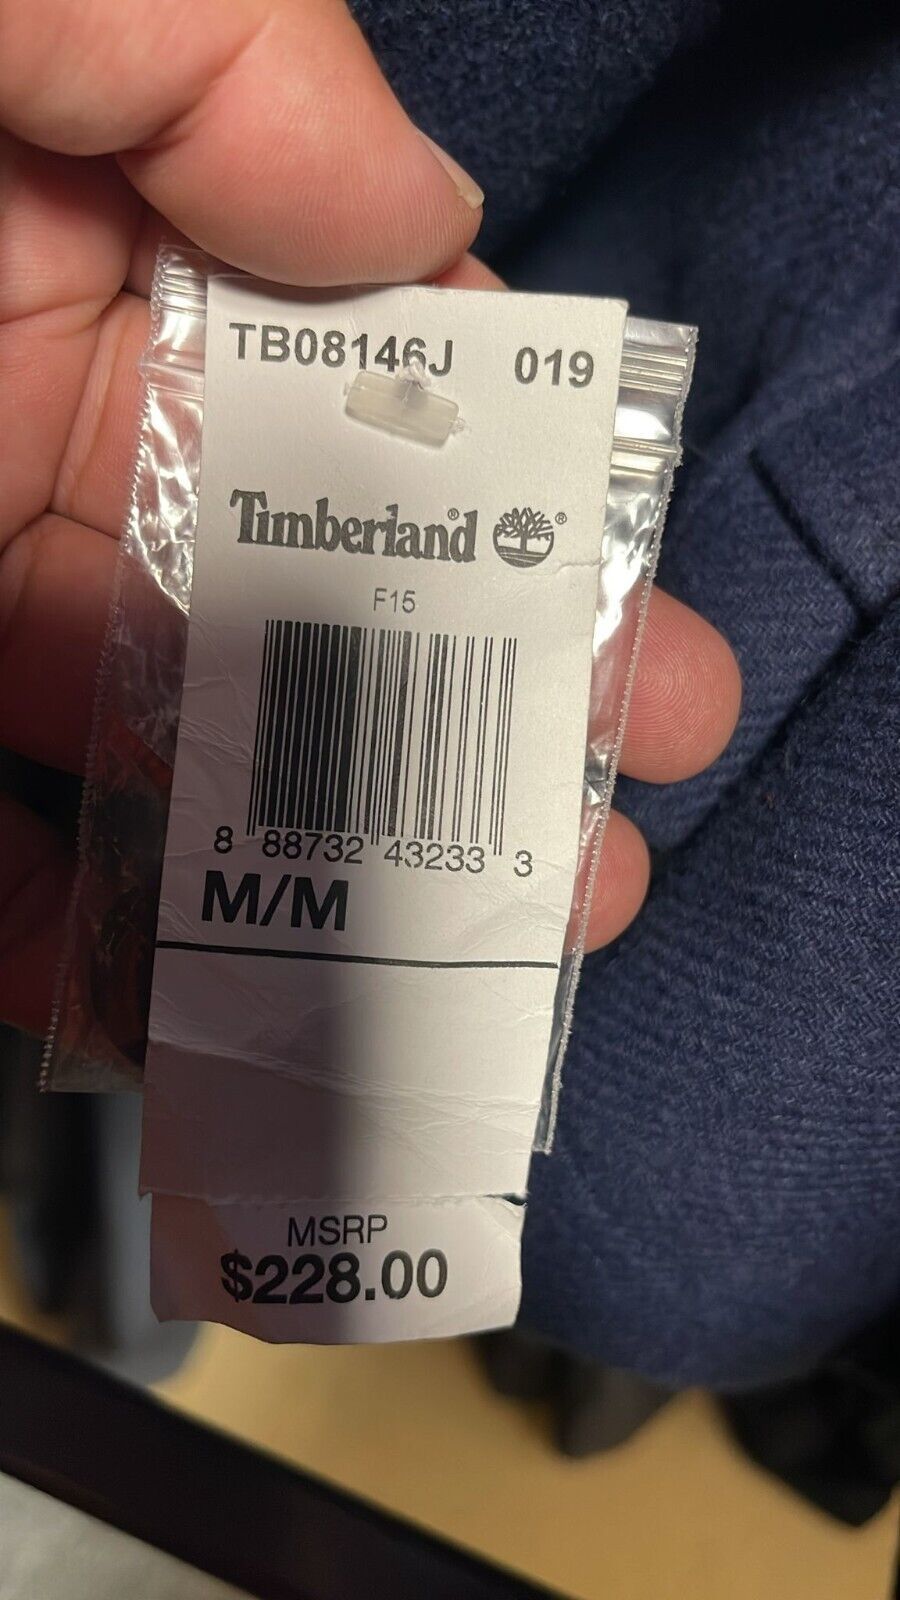 TB08146J 019
Timberland® ®
F15
8 88732 43233 3
M/M
MSRP
$228.00